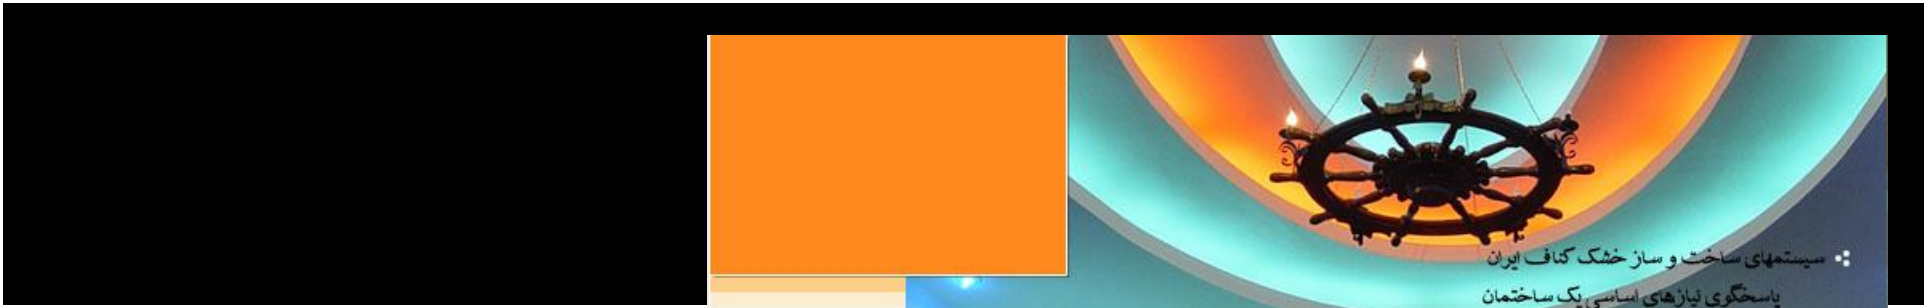 سیستمهای ساخت و ساز خشک کناف ایران
پاسخگوی نیازهای اساسی یک ساختمان